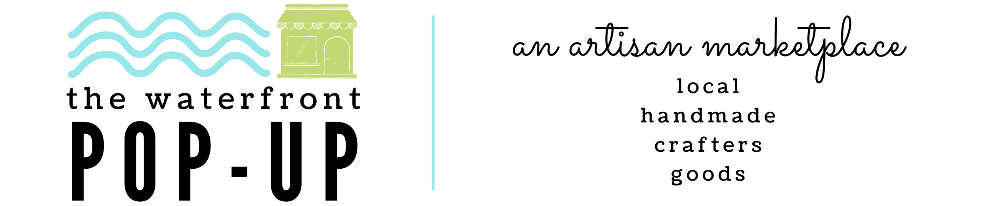 the waterfront
POP-UP
an artisan marketplace
local
handmade
crafters
goods